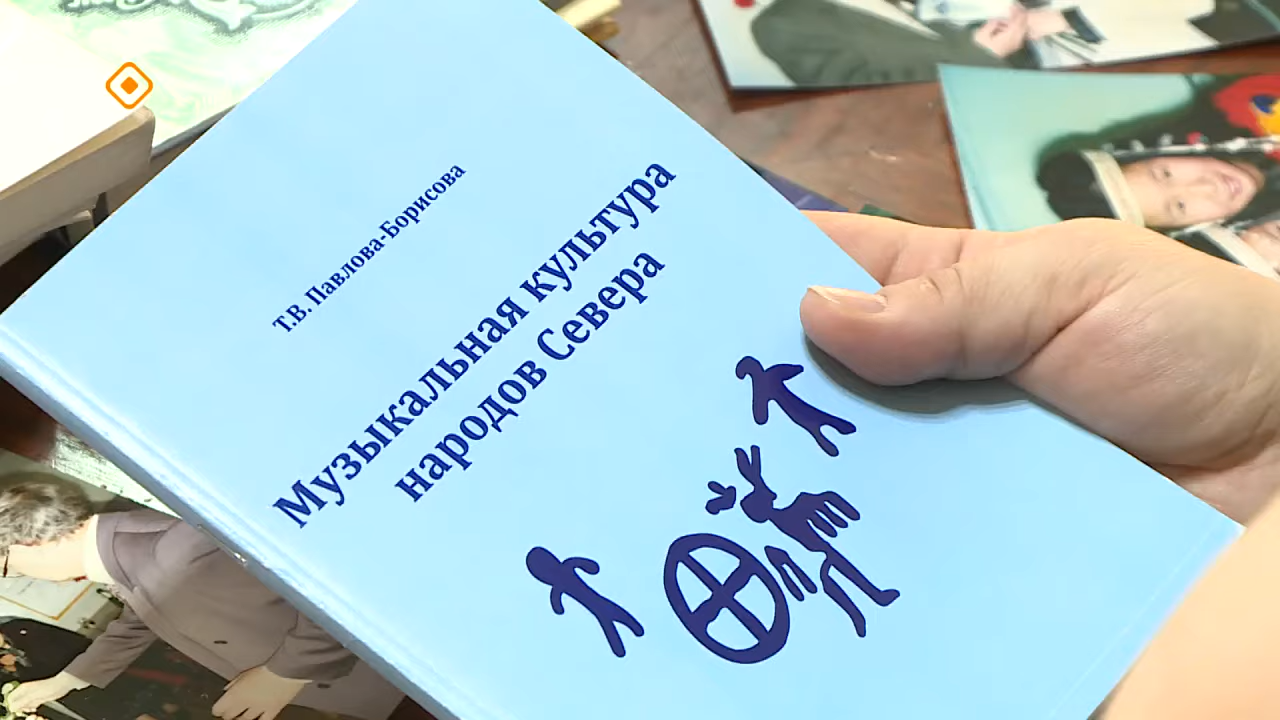 Т.В. Павлова-Борисова
Музыкальная культура
народов Севера